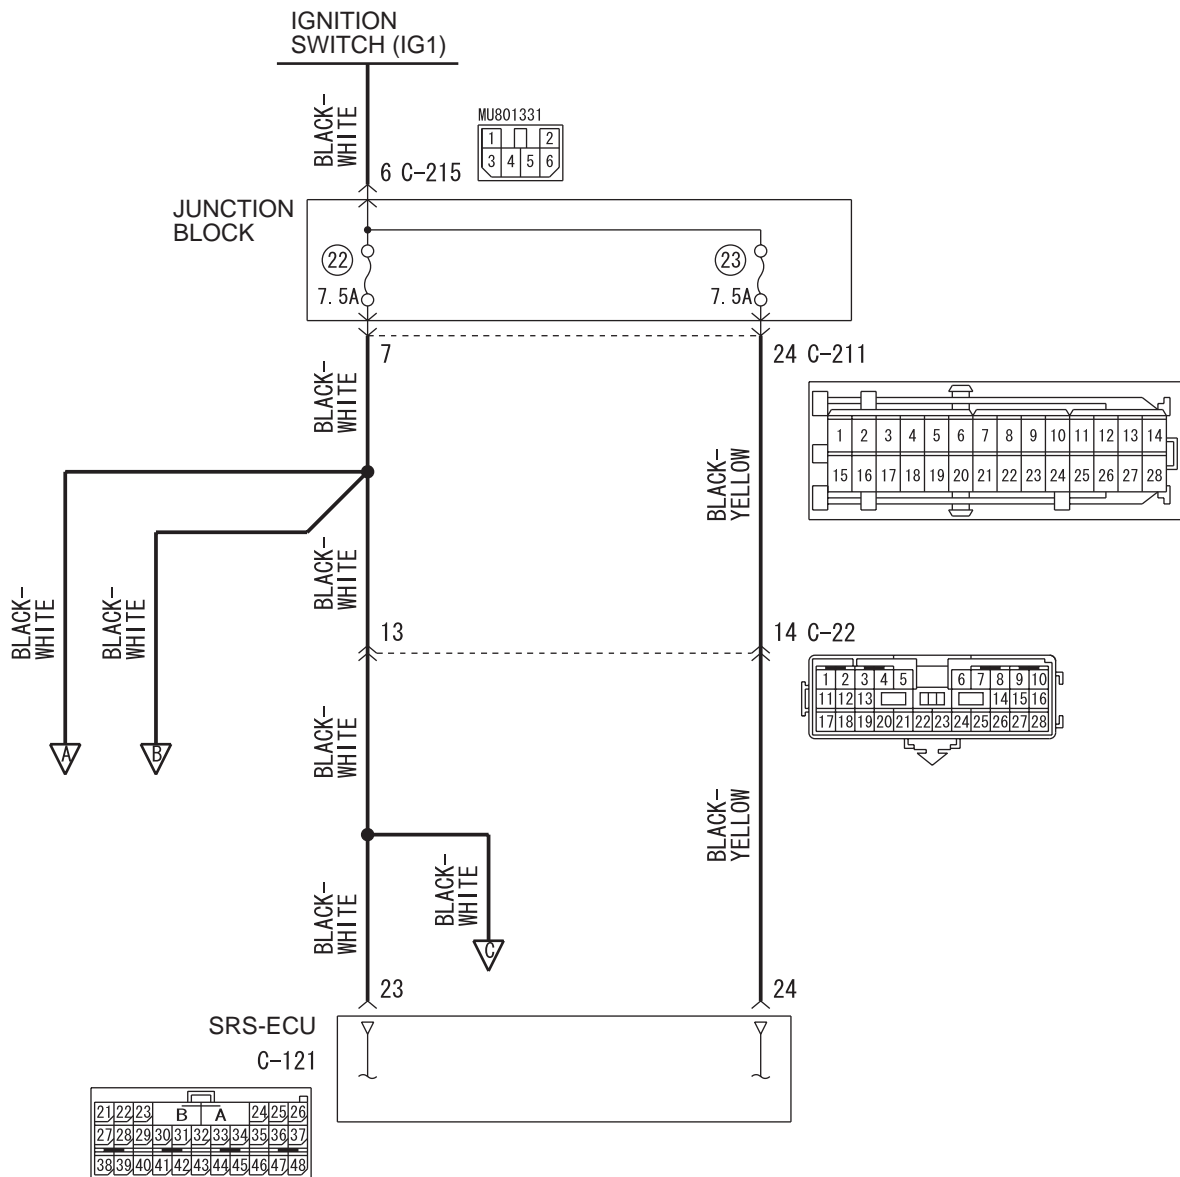 IGNITION
SWITCH (IG1)
BLACK-
WHITE
MU801331
1 2
3 4 5 6
6 C-215
JUNCTION
BLOCK
22
7.5A
23
7.5A
7
24 C-211
BLACK-
WHITE
1 2 3 4 5 6 7 8 9 10 11 12 13 14
15 16 17 18 19 20 21 22 23 24 25 26 27 28
BLACK-
YELLOW
BLACK-
WHITE
BLACK-
WHITE
BLACK-
WHITE
13
14 C-22
1 2 3 4 5 6 7 8 9 10
11 12 13 14 15 16
17 18 19 20 21 22 23 24 25 26 27 28
A
B
BLACK-
WHITE
BLACK-
YELLOW
BLACK-
WHITE
BLACK-
WHITE
C
23
24
SRS-ECU
C-121
21 22 23 B A 24 25 26
27 28 29 30 31 32 33 34 35 36 37
38 39 40 41 42 43 44 45 46 47 48